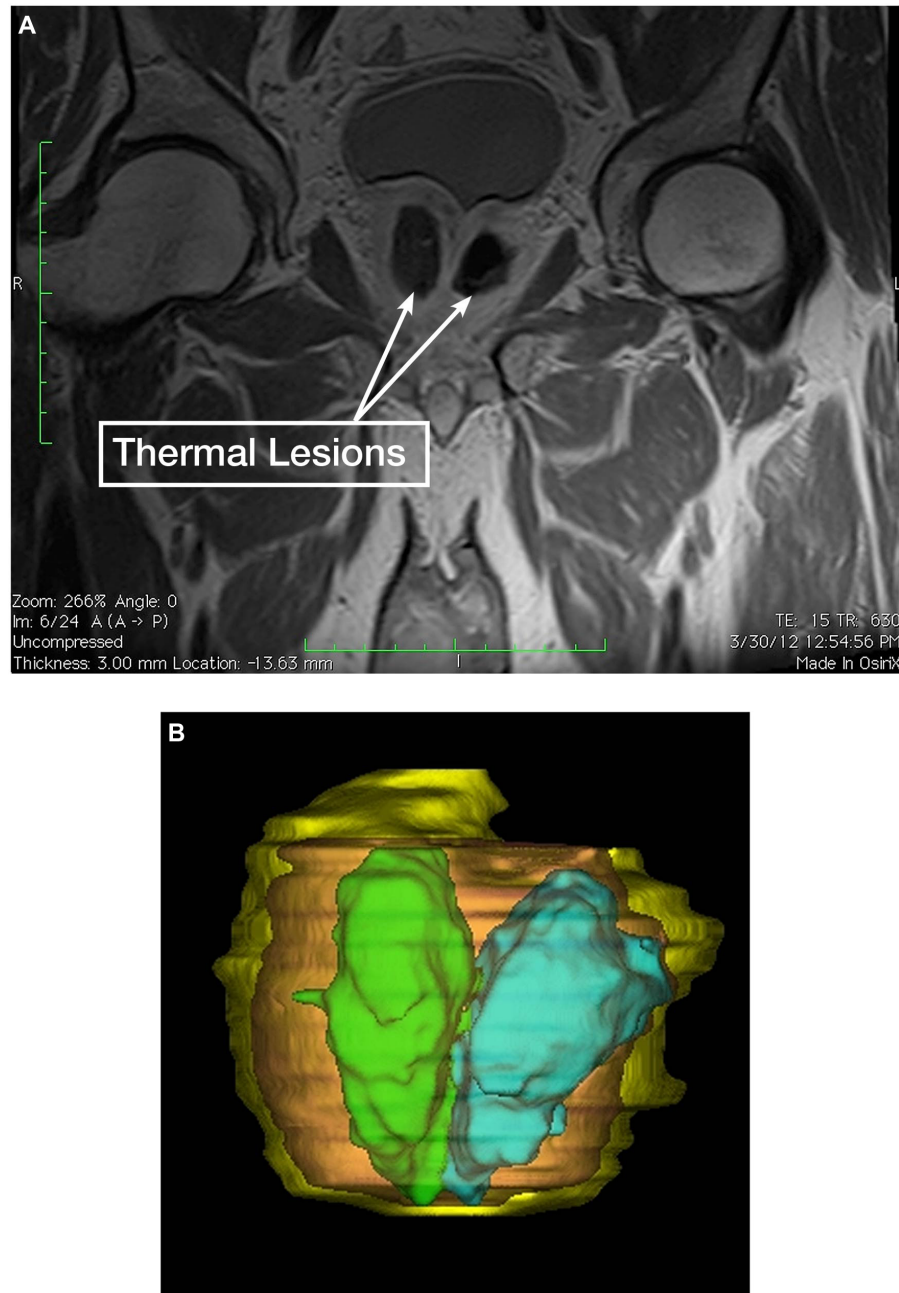 A
R
L
Thermal Lesions
Zoom: 266% Angle: 0
Im: 6/24 A (A -> P)
Uncompressed
Thickness: 3.00 mm Location: -13.63 mm
I
TE: 15 TR: 630
3/30/12 12:54:56 PM
Made In OsiriX
B